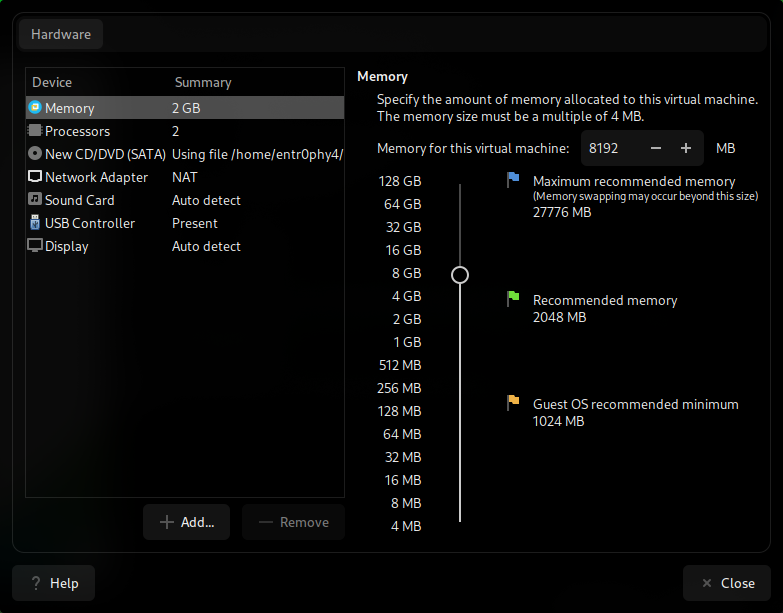 Hardware
Device Summary
Memory 2 GB
Processors 2
New CD/DVD (SATA) Using file /home/entr0phy4/
Network Adapter NAT
Sound Card Auto detect
USB Controller Present
Display Auto detect
Add...
Remove
Memory
Specify the amount of memory allocated to this virtual machine.
The memory size must be a multiple of 4 MB.
Memory for this virtual machine: 8192 − + MB
128 GB
64 GB
32 GB
16 GB
8 GB
4 GB
2 GB
1 GB
512 MB
256 MB
128 MB
64 MB
32 MB
16 MB
8 MB
4 MB
Maximum recommended memory
(Memory swapping may occur beyond this size)
27776 MB
Recommended memory
2048 MB
Guest OS recommended minimum
1024 MB
? Help
× Close